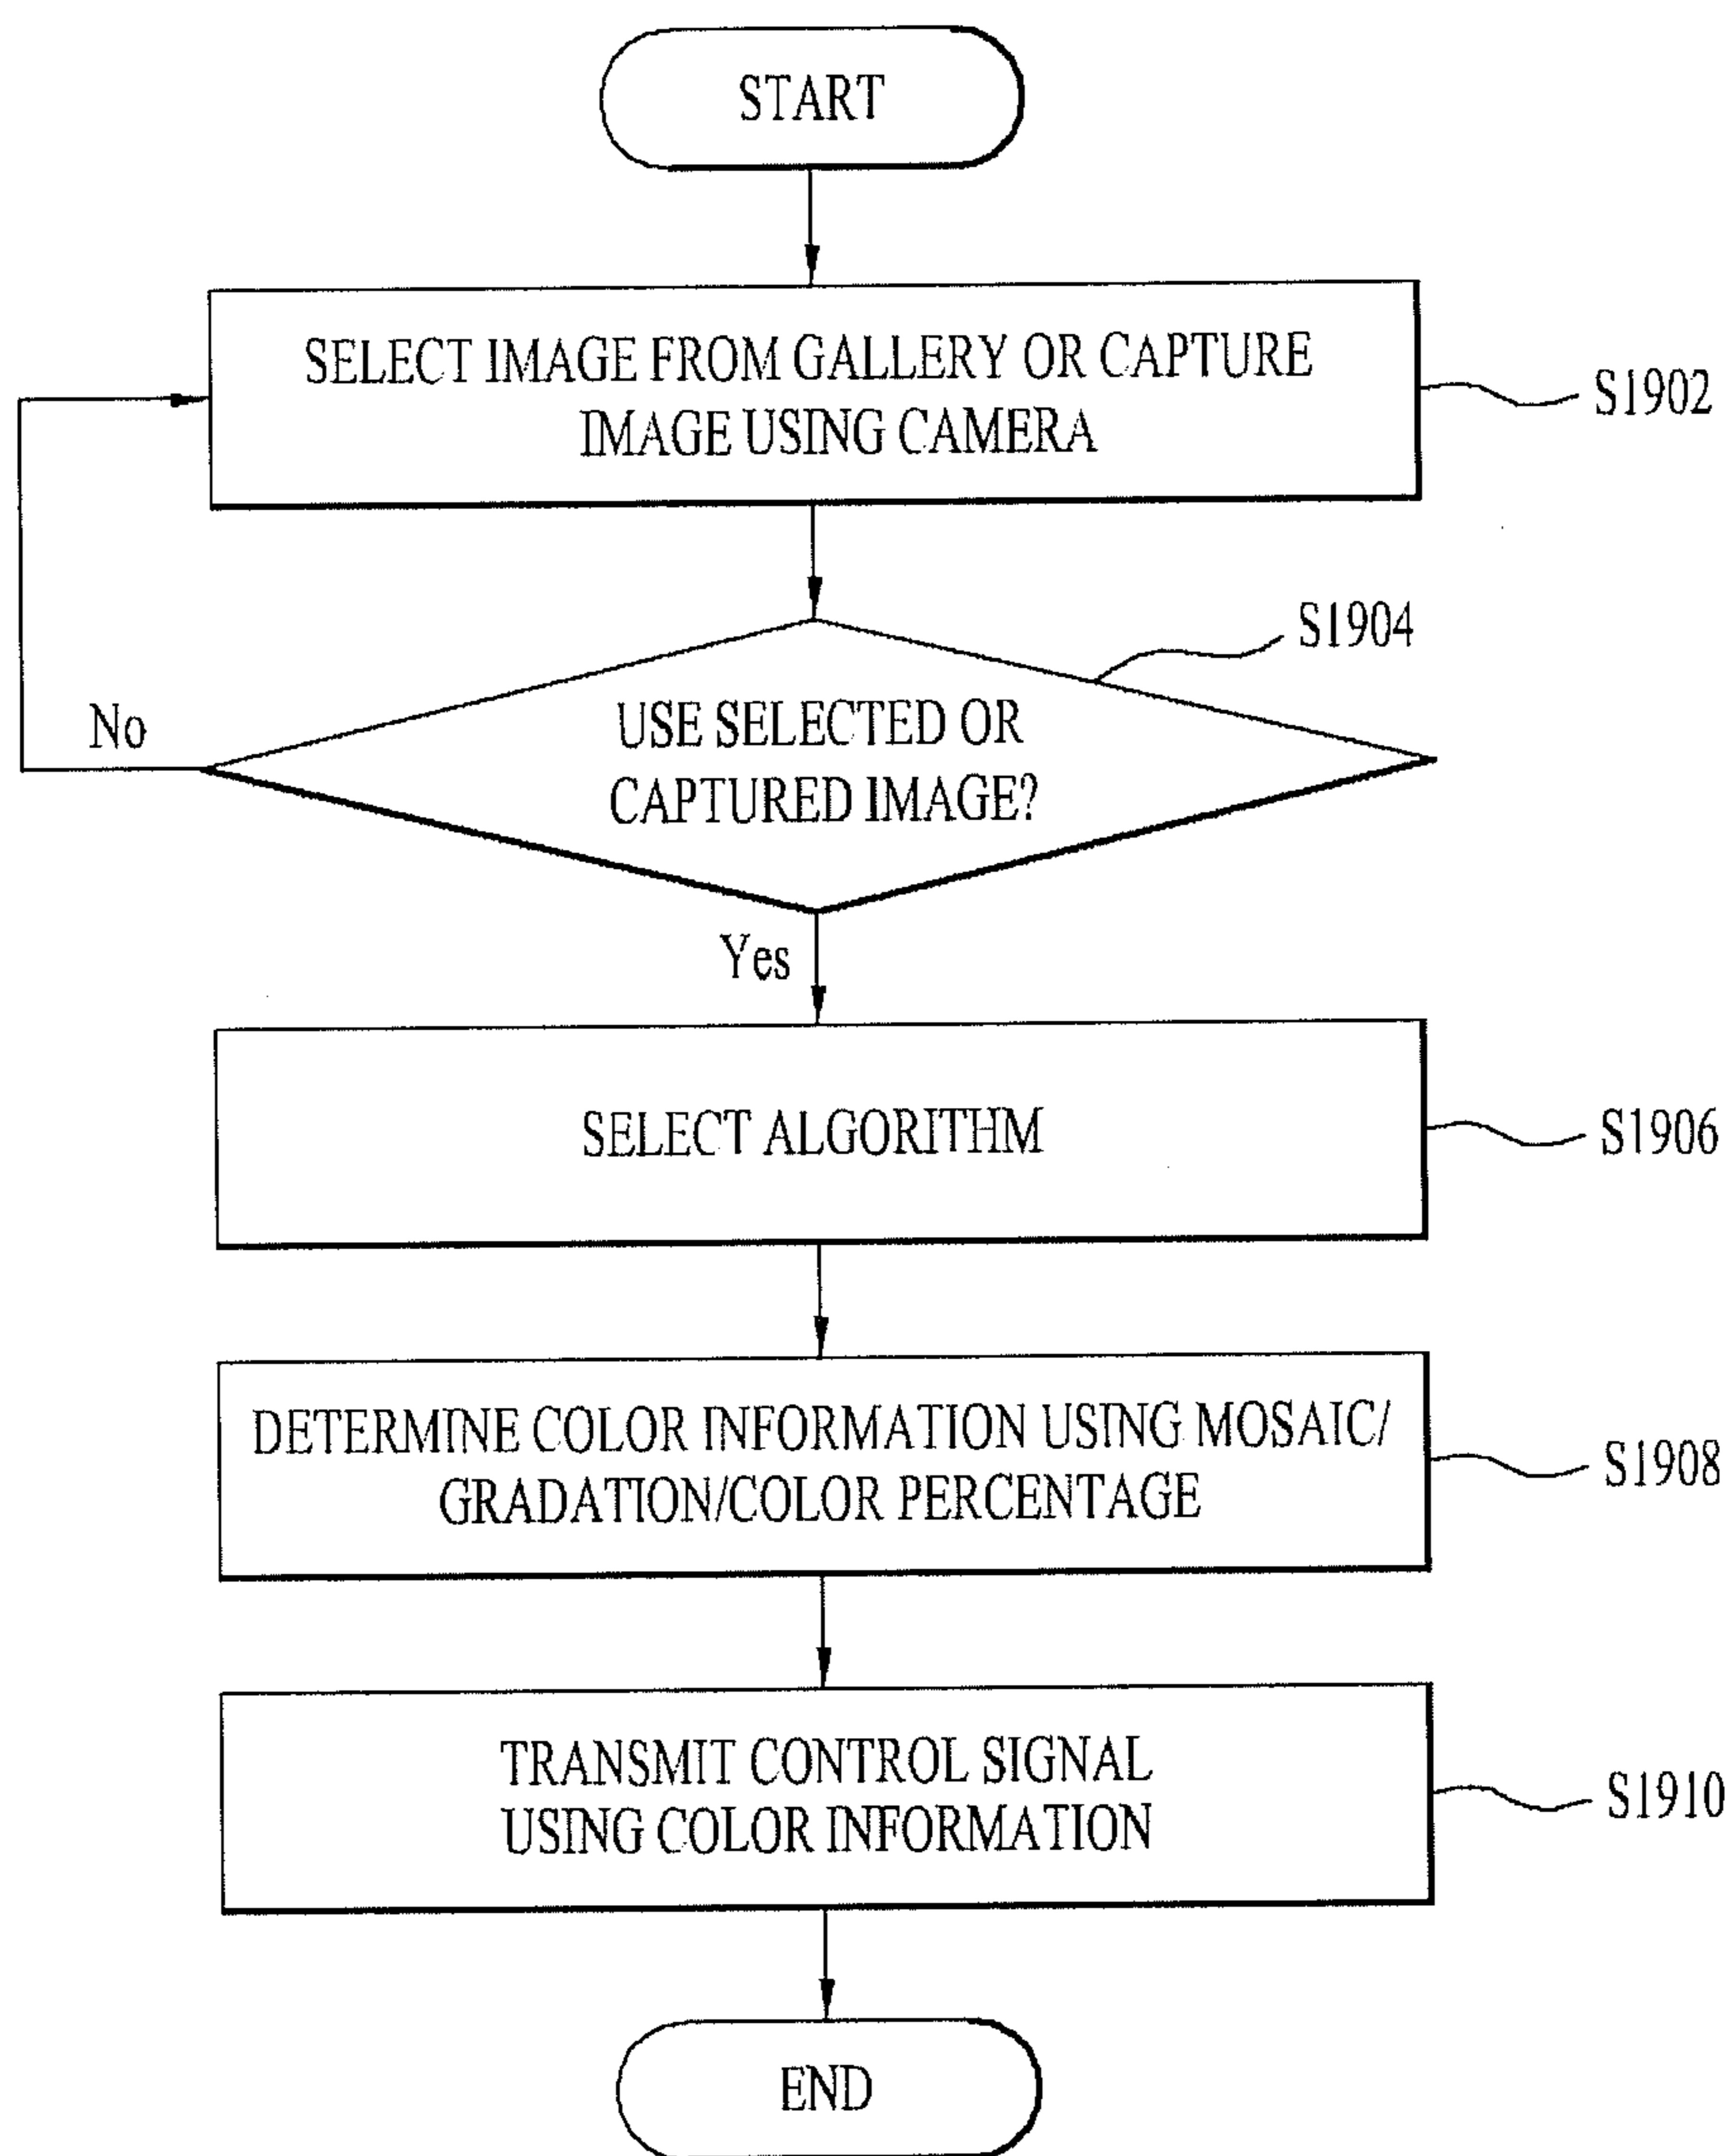 START
SELECT IMAGE FROM GALLERY OR CAPTURE
IMAGE USING CAMERA
S1902
S1904
USE SELECTED OR
CAPTURED IMAGE?
No
Yes
SELECT ALGORITHM
S1906
DETERMINE COLOR INFORMATION USING MOSAIC/
GRADATION/COLOR PERCENTAGE
S1908
TRANSMIT CONTROL SIGNAL
USING COLOR INFORMATION
S1910
END